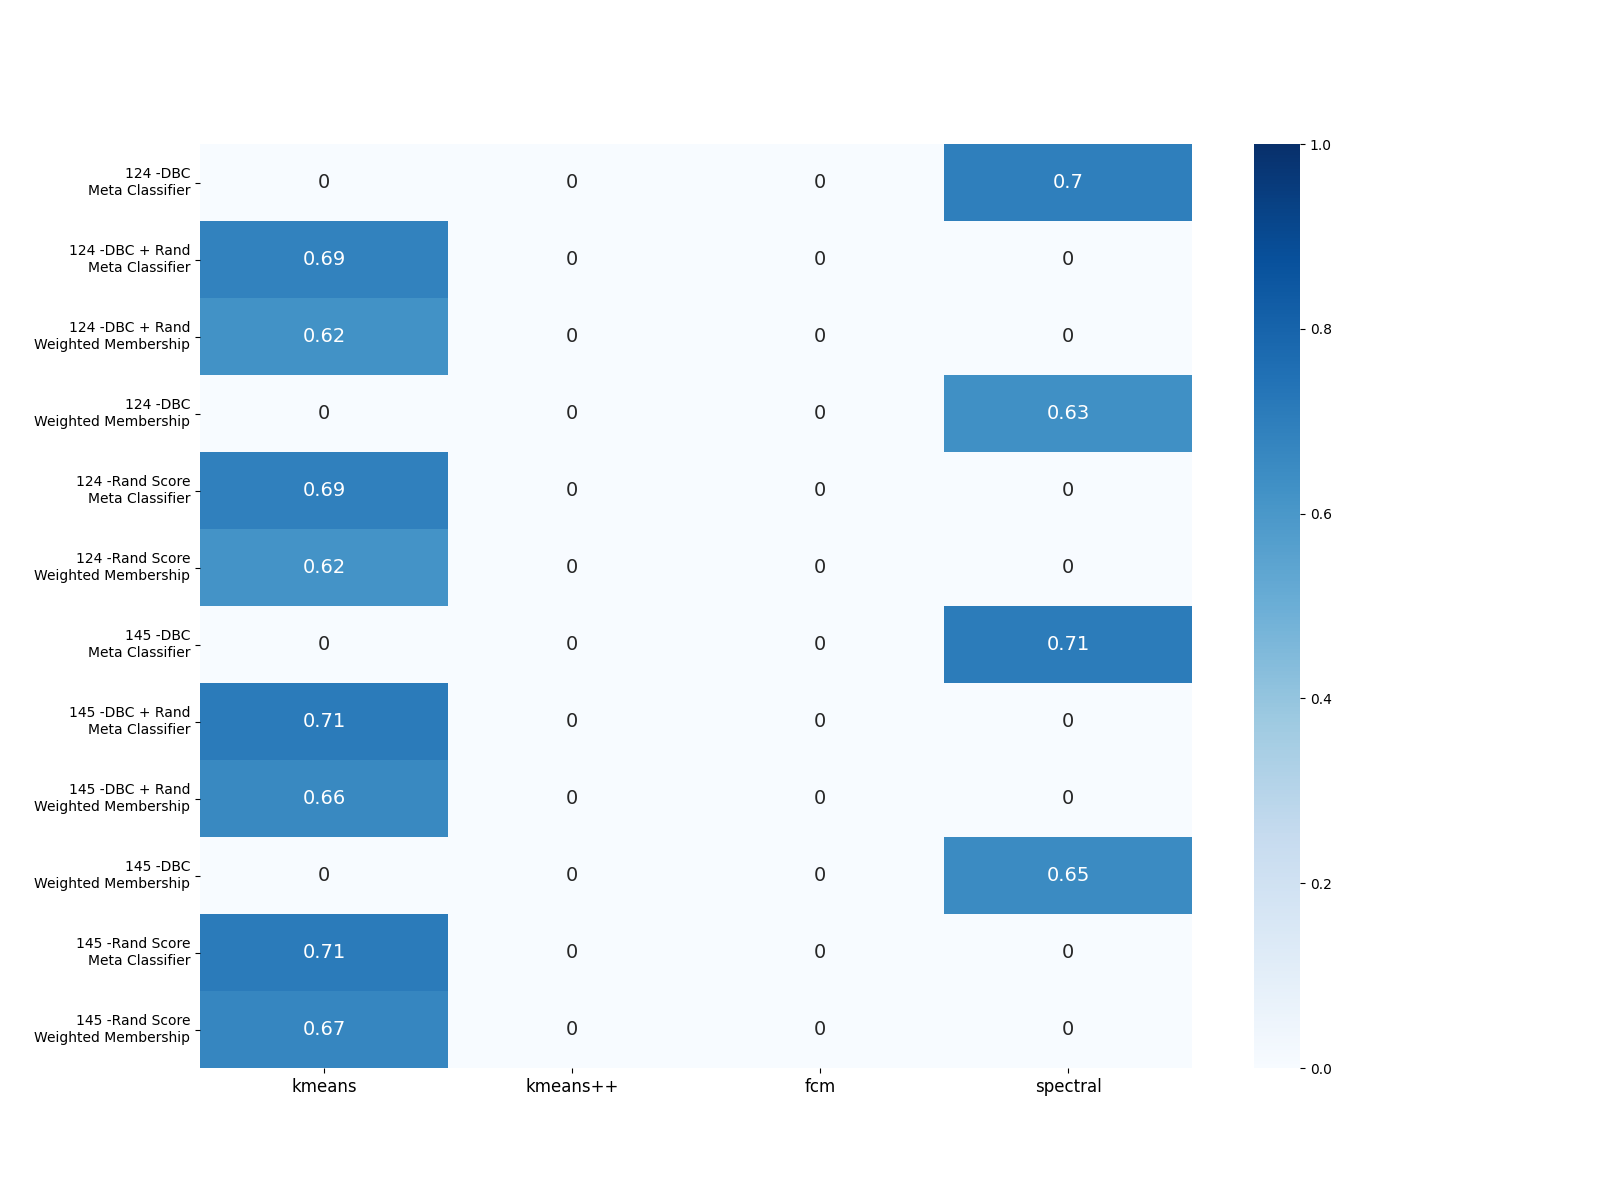 124 -DBC
Meta Classifier
0 0 0 0.7
124 -DBC + Rand
Meta Classifier
0.69 0 0 0
124 -DBC + Rand
Weighted Membership
0.62 0 0 0
124 -DBC
Weighted Membership
0 0 0 0.63
124 -Rand Score
Meta Classifier
0.69 0 0 0
124 -Rand Score
Weighted Membership
0.62 0 0 0
145 -DBC
Meta Classifier
0 0 0 0.71
145 -DBC + Rand
Meta Classifier
0.71 0 0 0
145 -DBC + Rand
Weighted Membership
0.66 0 0 0
145 -DBC
Weighted Membership
0 0 0 0.65
145 -Rand Score
Meta Classifier
0.71 0 0 0
145 -Rand Score
Weighted Membership
0.67 0 0 0
kmeans kmeans++ fcm spectral
1.0
0.8
0.6
0.4
0.2
0.0